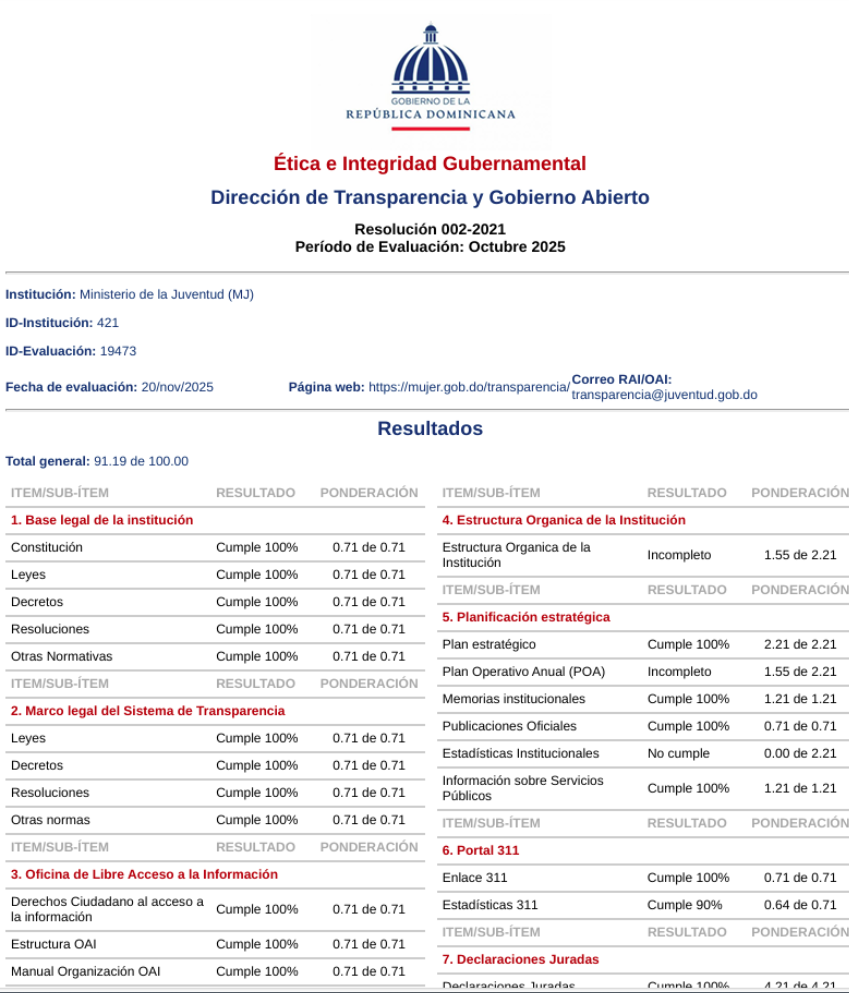 GOBIERNO DE LA
REPÚBLICA DOMINICANA
Ética e Integridad Gubernamental
Dirección de Transparencia y Gobierno Abierto
Resolución 002-2021
Período de Evaluación: Octubre 2025
Institución: Ministerio de la Juventud (MJ)
ID-Institución: 421
ID-Evaluación: 19473
Fecha de evaluación: 20/nov/2025 Página web: https://mujer.gob.do/transparencia/ Correo RAI/OAI:
transparencia@juventud.gob.do
Resultados
Total general: 91.19 de 100.00
ITEM/SUB-ÍTEM RESULTADO PONDERACIÓN
1. Base legal de la institución
Constitución Cumple 100% 0.71 de 0.71
Leyes Cumple 100% 0.71 de 0.71
Decretos Cumple 100% 0.71 de 0.71
Resoluciones Cumple 100% 0.71 de 0.71
Otras Normativas Cumple 100% 0.71 de 0.71
ITEM/SUB-ÍTEM RESULTADO PONDERACIÓN
2. Marco legal del Sistema de Transparencia
Leyes Cumple 100% 0.71 de 0.71
Decretos Cumple 100% 0.71 de 0.71
Resoluciones Cumple 100% 0.71 de 0.71
Otras normas Cumple 100% 0.71 de 0.71
ITEM/SUB-ÍTEM RESULTADO PONDERACIÓN
3. Oficina de Libre Acceso a la Información
Derechos Ciudadano al acceso a
la información Cumple 100% 0.71 de 0.71
Estructura OAI Cumple 100% 0.71 de 0.71
Manual Organización OAI Cumple 100% 0.71 de 0.71
ITEM/SUB-ÍTEM RESULTADO PONDERACIÓN
4. Estructura Organica de la Institución
Estructura Organica de la
Institución Incompleto 1.55 de 2.21
ITEM/SUB-ÍTEM RESULTADO PONDERACIÓN
5. Planificación estratégica
Plan estratégico Cumple 100% 2.21 de 2.21
Plan Operativo Anual (POA) Incompleto 1.55 de 2.21
Memorias institucionales Cumple 100% 1.21 de 1.21
Publicaciones Oficiales Cumple 100% 0.71 de 0.71
Estadísticas Institucionales No cumple 0.00 de 2.21
Información sobre Servicios
Públicos Cumple 100% 1.21 de 1.21
ITEM/SUB-ÍTEM RESULTADO PONDERACIÓN
6. Portal 311
Enlace 311 Cumple 100% 0.71 de 0.71
Estadísticas 311 Cumple 90% 0.64 de 0.71
ITEM/SUB-ÍTEM RESULTADO PONDERACIÓN
7. Declaraciones Juradas
Declaraciones Juradas Cumple 100% 4.21 de 4.21